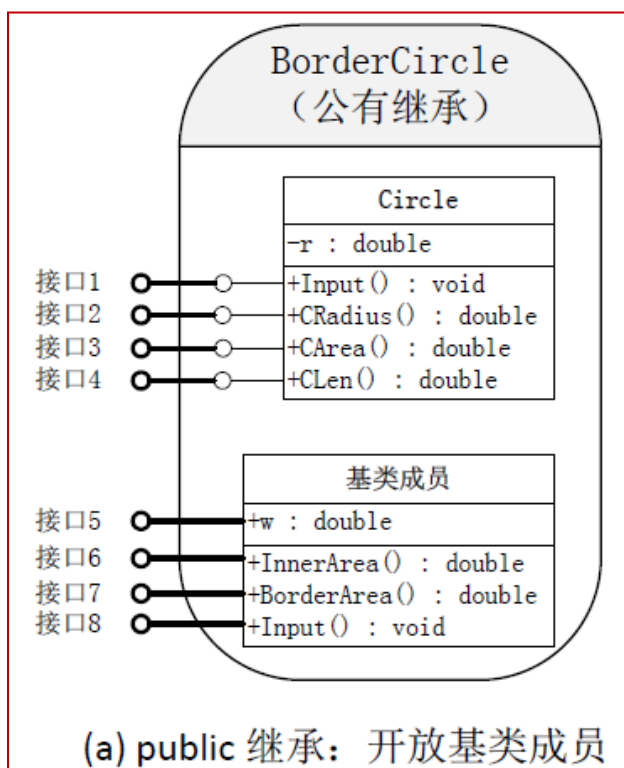 BorderCircle
（公有继承）
Circle
-r : double
接口1
+Input() : void
接口2
+CRadius() : double
接口3
+CArea() : double
接口4
+CLen() : double
基类成员
接口5
+w : double
接口6
+InnerArea() : double
接口7
+BorderArea() : double
接口8
+Input() : void
(a) public 继承：开放基类成员